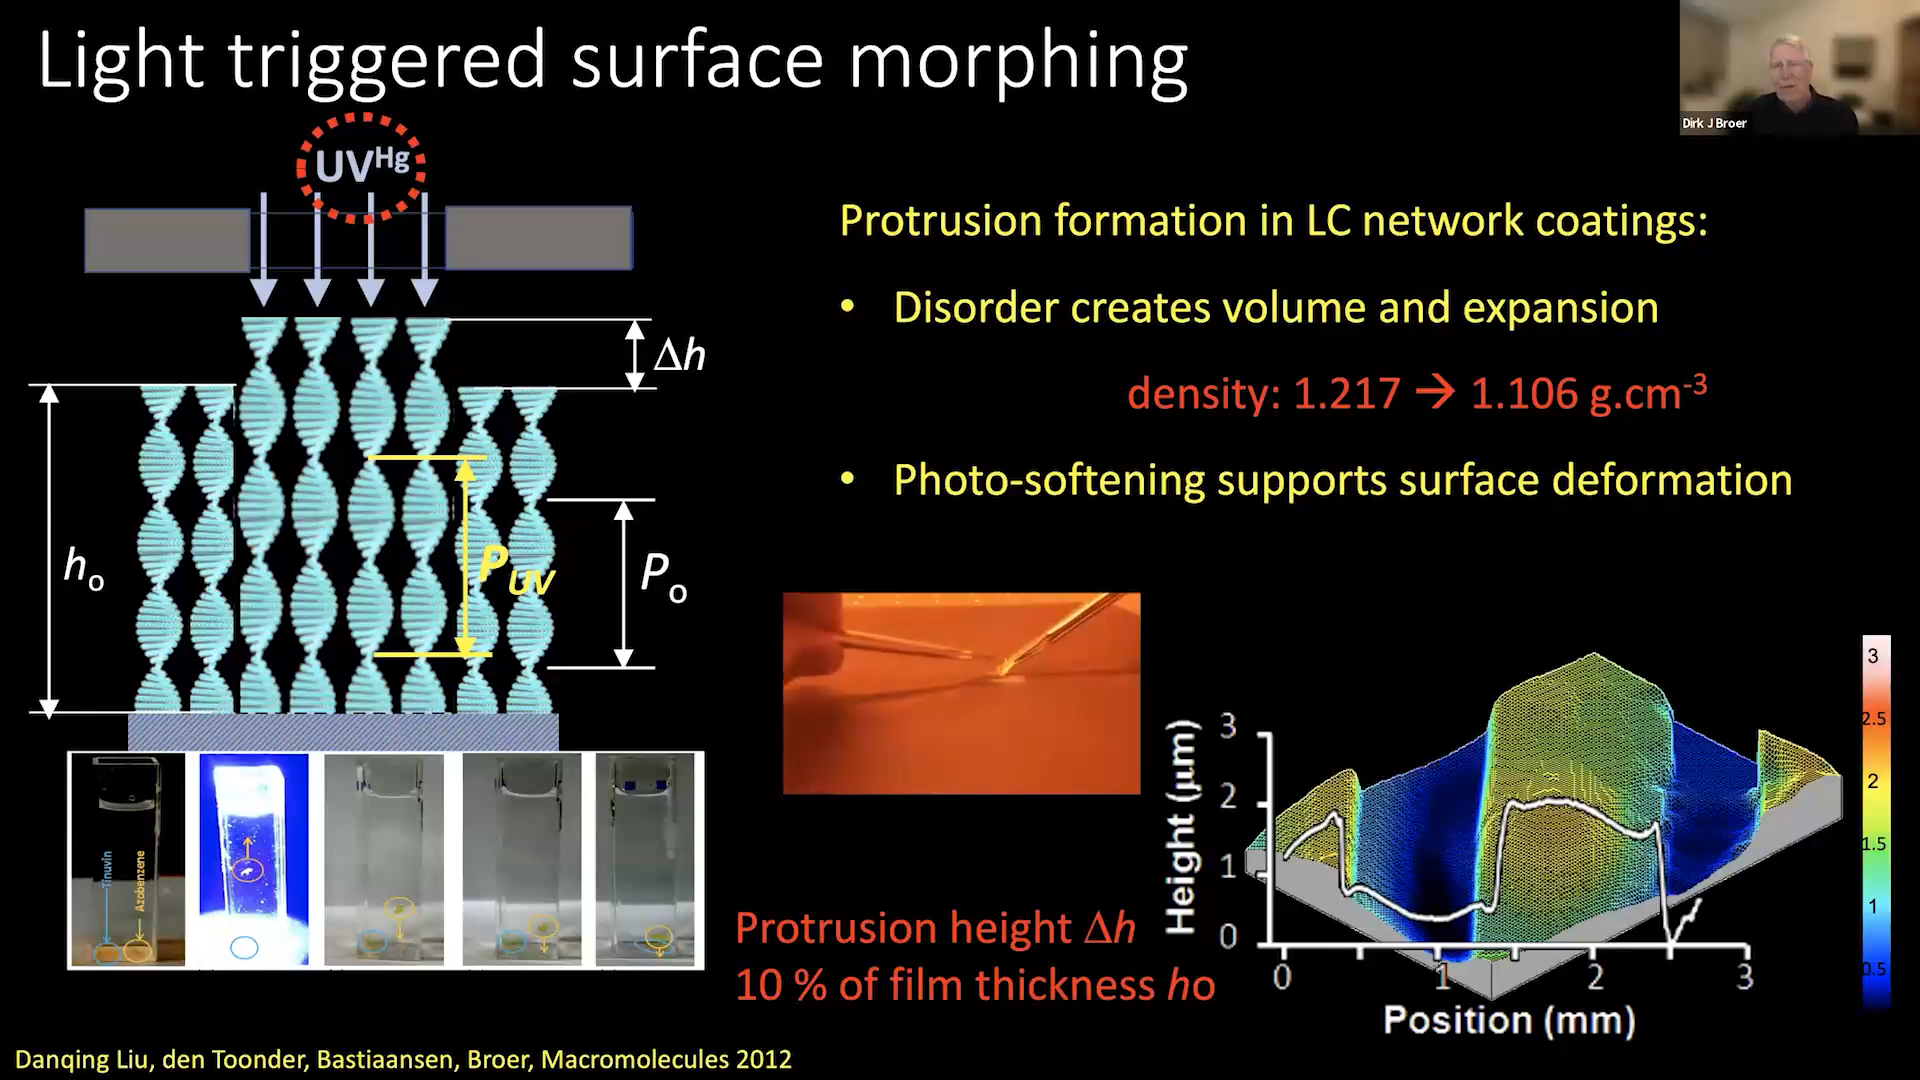 Light triggered surface morphing
Dirk J Broer
UVHg
Δh
ho
PUV
Po
Protrusion formation in LC network coatings:
• Disorder creates volume and expansion
density: 1.217 → 1.106 g.cm-3
• Photo-softening supports surface deformation
Tinuvin
Azobenzene
Protrusion height Δh
10 % of film thickness ho
Height (μm)
3
2
1
0
0
1
2
3
Position (mm)
3
2.5
2
1.5
1
0.5
Danqing Liu, den Toonder, Bastiaansen, Broer, Macromolecules 2012